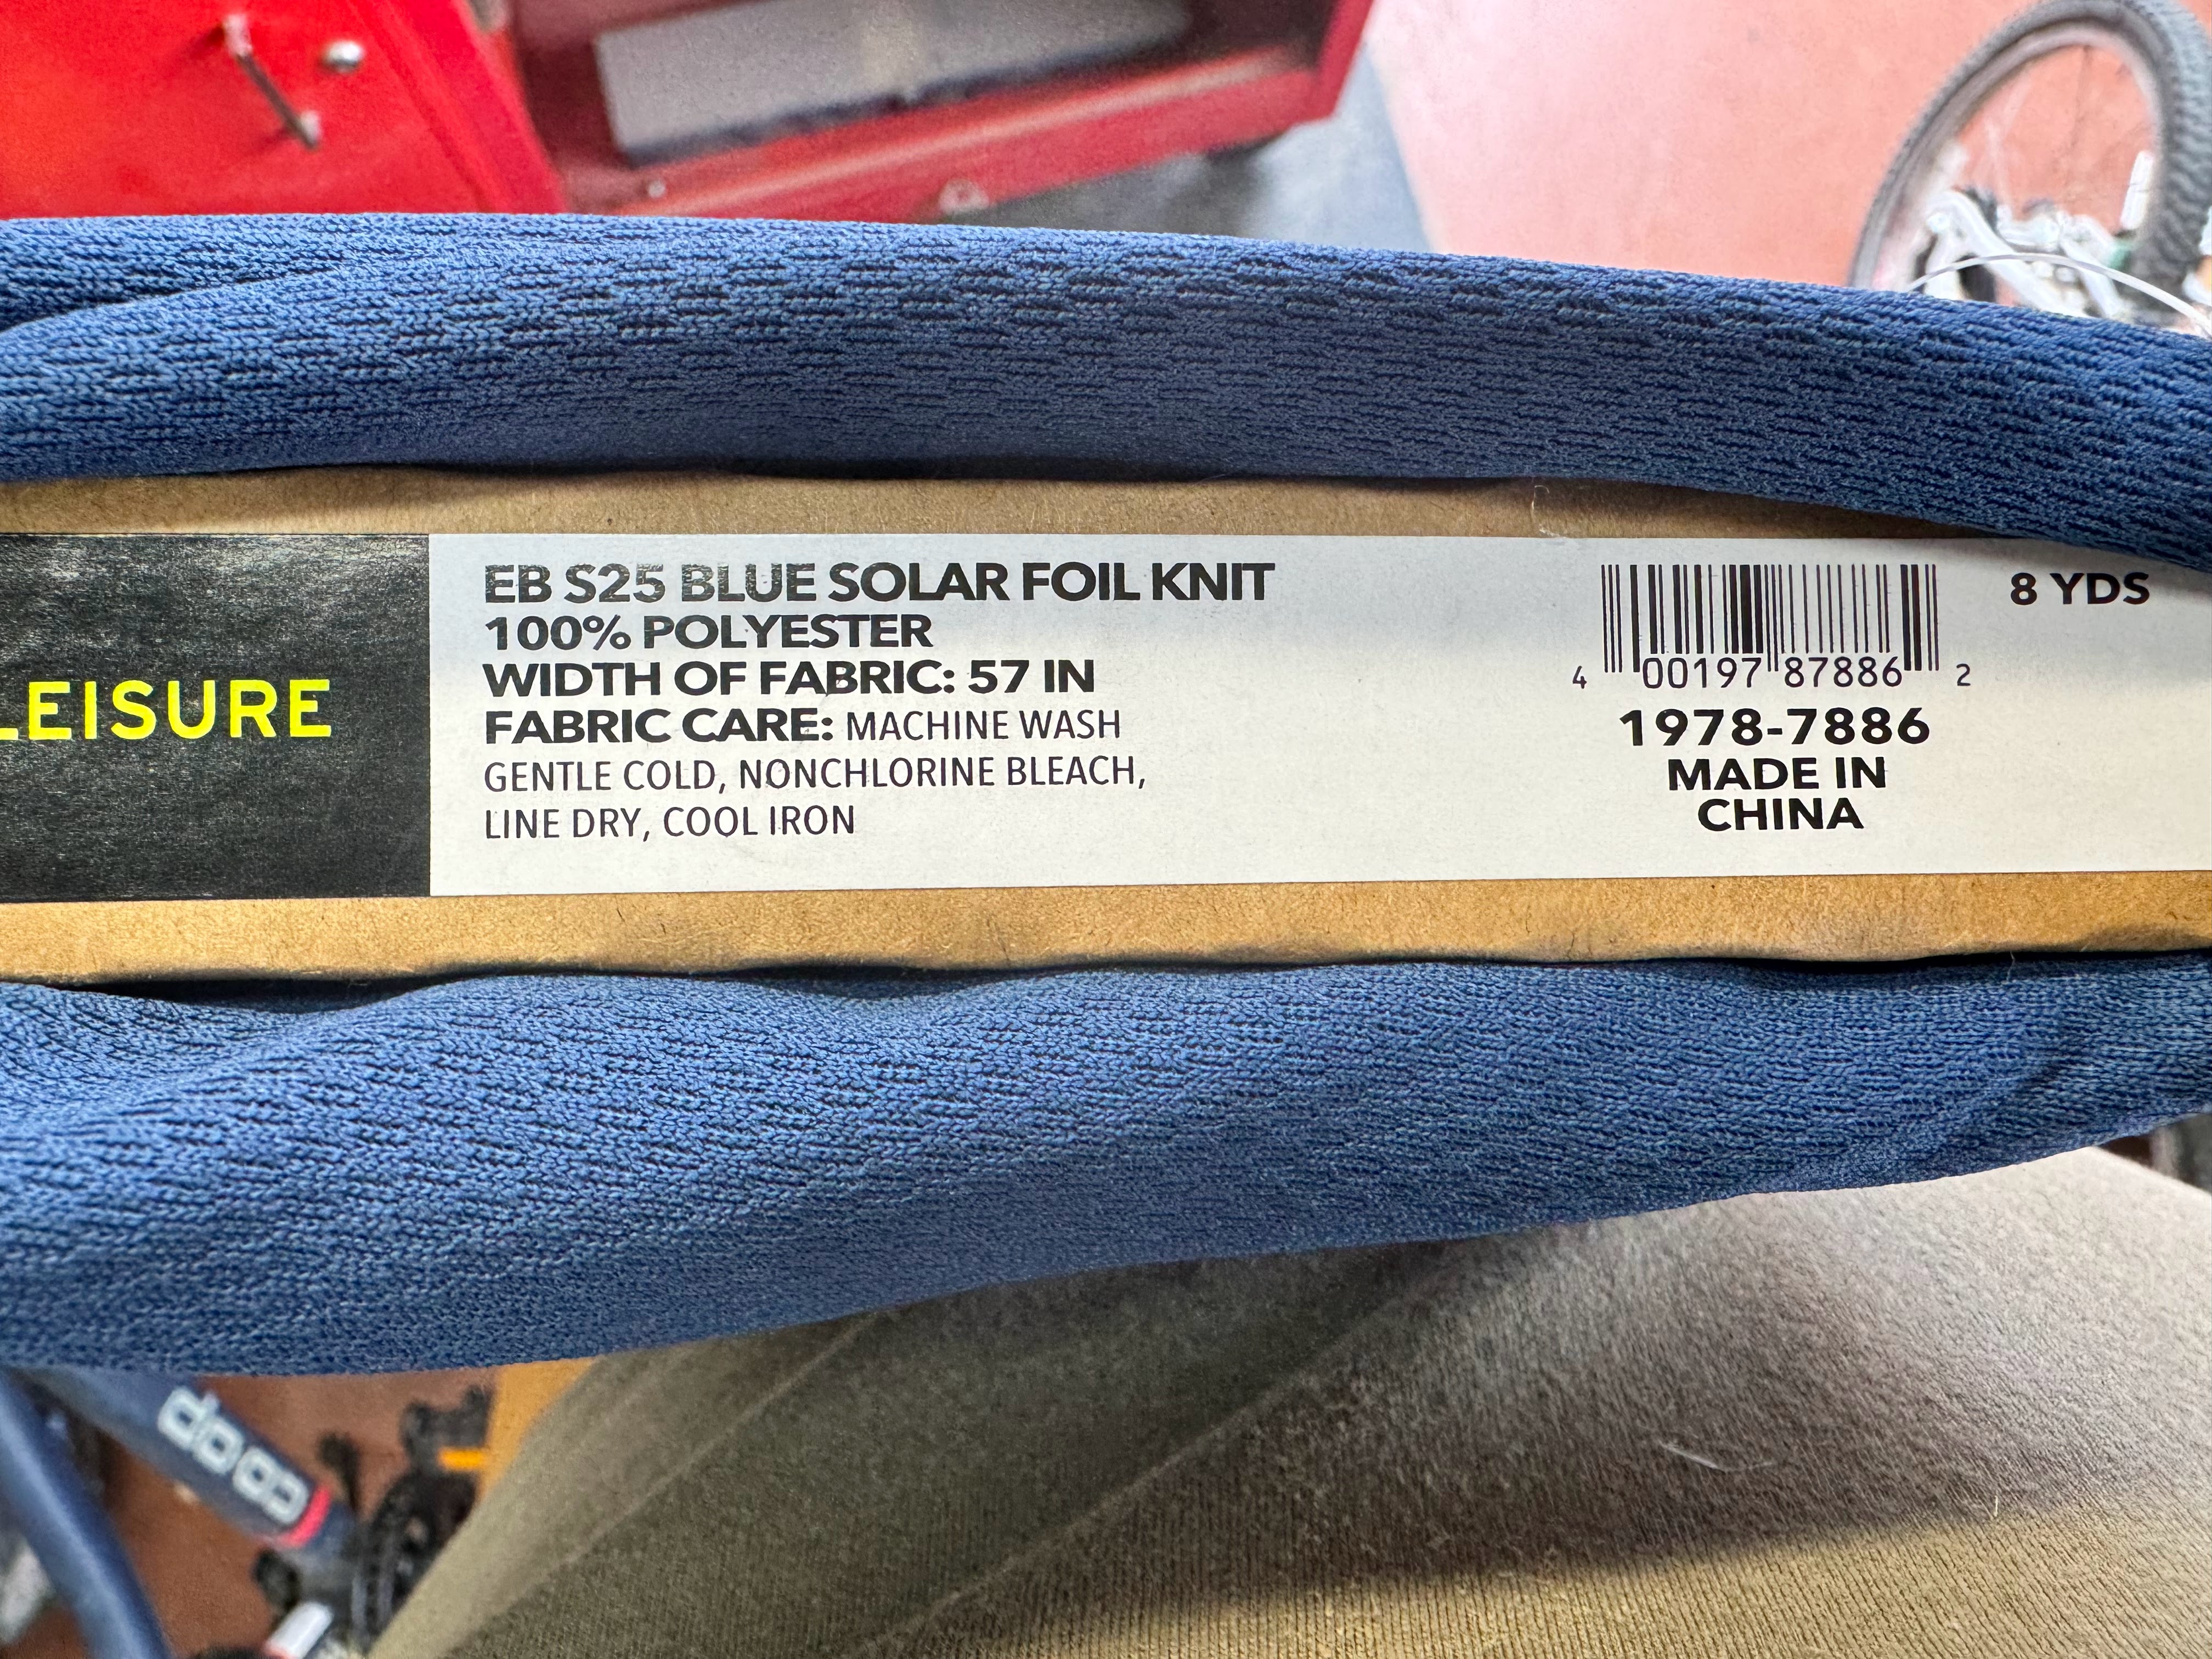 LEISURE
EB S25 BLUE SOLAR FOIL KNIT
100% POLYESTER
WIDTH OF FABRIC: 57 IN
FABRIC CARE: MACHINE WASH
GENTLE COLD, NONCHLORINE BLEACH,
LINE DRY, COOL IRON
4 00197 87886 2
1978-7886
MADE IN
CHINA
8 YDS